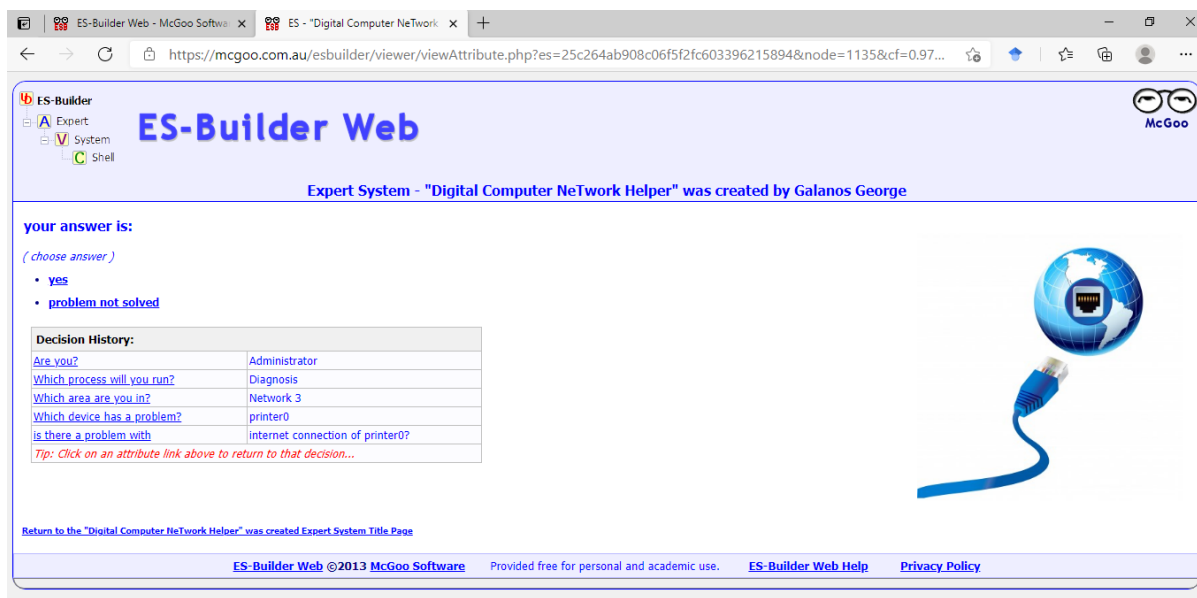 ES-Builder Web - McGoo Softwa
ES - "Digital Computer NeTwork
https://mcgoo.com.au/esbuilder/viewer/viewAttribute.php?es=25c264ab908c06f5f2fc603396215894&node=1135&cf=0.97...
ES-Builder
A Expert
V System
C Shell
ES-Builder Web
McGoo
Expert System - "Digital Computer NeTwork Helper" was created by Galanos George
your answer is:
( choose answer )
• yes
• problem not solved
Decision History:
Are you? Administrator
Which process will you run? Diagnosis
Which area are you in? Network 3
Which device has a problem? printer0
is there a problem with internet connection of printer0?
Tip: Click on an attribute link above to return to that decision...
Return to the "Digital Computer NeTwork Helper" was created Expert System Title Page
ES-Builder Web ©2013 McGoo Software Provided free for personal and academic use. ES-Builder Web Help Privacy Policy